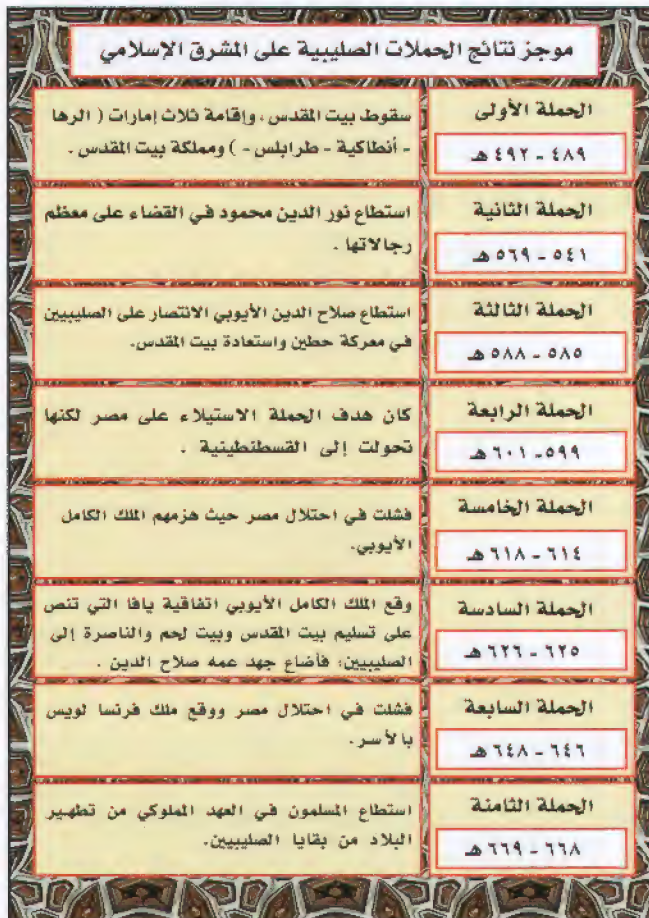 موجز نتائج الحملات الصليبية على المشرق الإسلامي
الحملة الأولى
٤٨٩ - ٤٩٢ هـ
سقوط بيت المقدس، وإقامة ثلاث إمارات ( الرها
- أنطاكية - طرابلس - ) ومملكة بيت المقدس .
الحملة الثانية
٥٤١ - ٥٦٩ هـ
استطاع نور الدين محمود في القضاء على معظم
رجالاتها .
الحملة الثالثة
٥٨٥ - ٥٨٨ هـ
استطاع صلاح الدين الأيوبي الانتصار على الصليبيين
في معركة حطين واستعادة بيت المقدس.
الحملة الرابعة
٥٩٩ - ٦٠١ هـ
كان هدف الحملة الاستيلاء على مصر لكنها
تحولت إلى القسطنطينية .
الحملة الخامسة
٦١٤ - ٦١٨ هـ
فشلت في احتلال مصر حيث هزمهم الملك الكامل
الأيوبي.
الحملة السادسة
٦٢٥ - ٦٢٦ هـ
وقع الملك الكامل الأيوبي اتفاقية يافا التي تنص
على تسليم بيت المقدس وبيت لحم والناصرة إلى
الصليبيين؛ فأضاع جهد عمه صلاح الدين .
الحملة السابعة
٦٤٦ - ٦٤٨ هـ
فشلت في احتلال مصر ووقع ملك فرنسا لويس
بالأسر.
الحملة الثامنة
٦٦٨ - ٦٦٩ هـ
استطاع المسلمون في العهد المملوكي من تطهير
البلاد من بقايا الصليبيين.